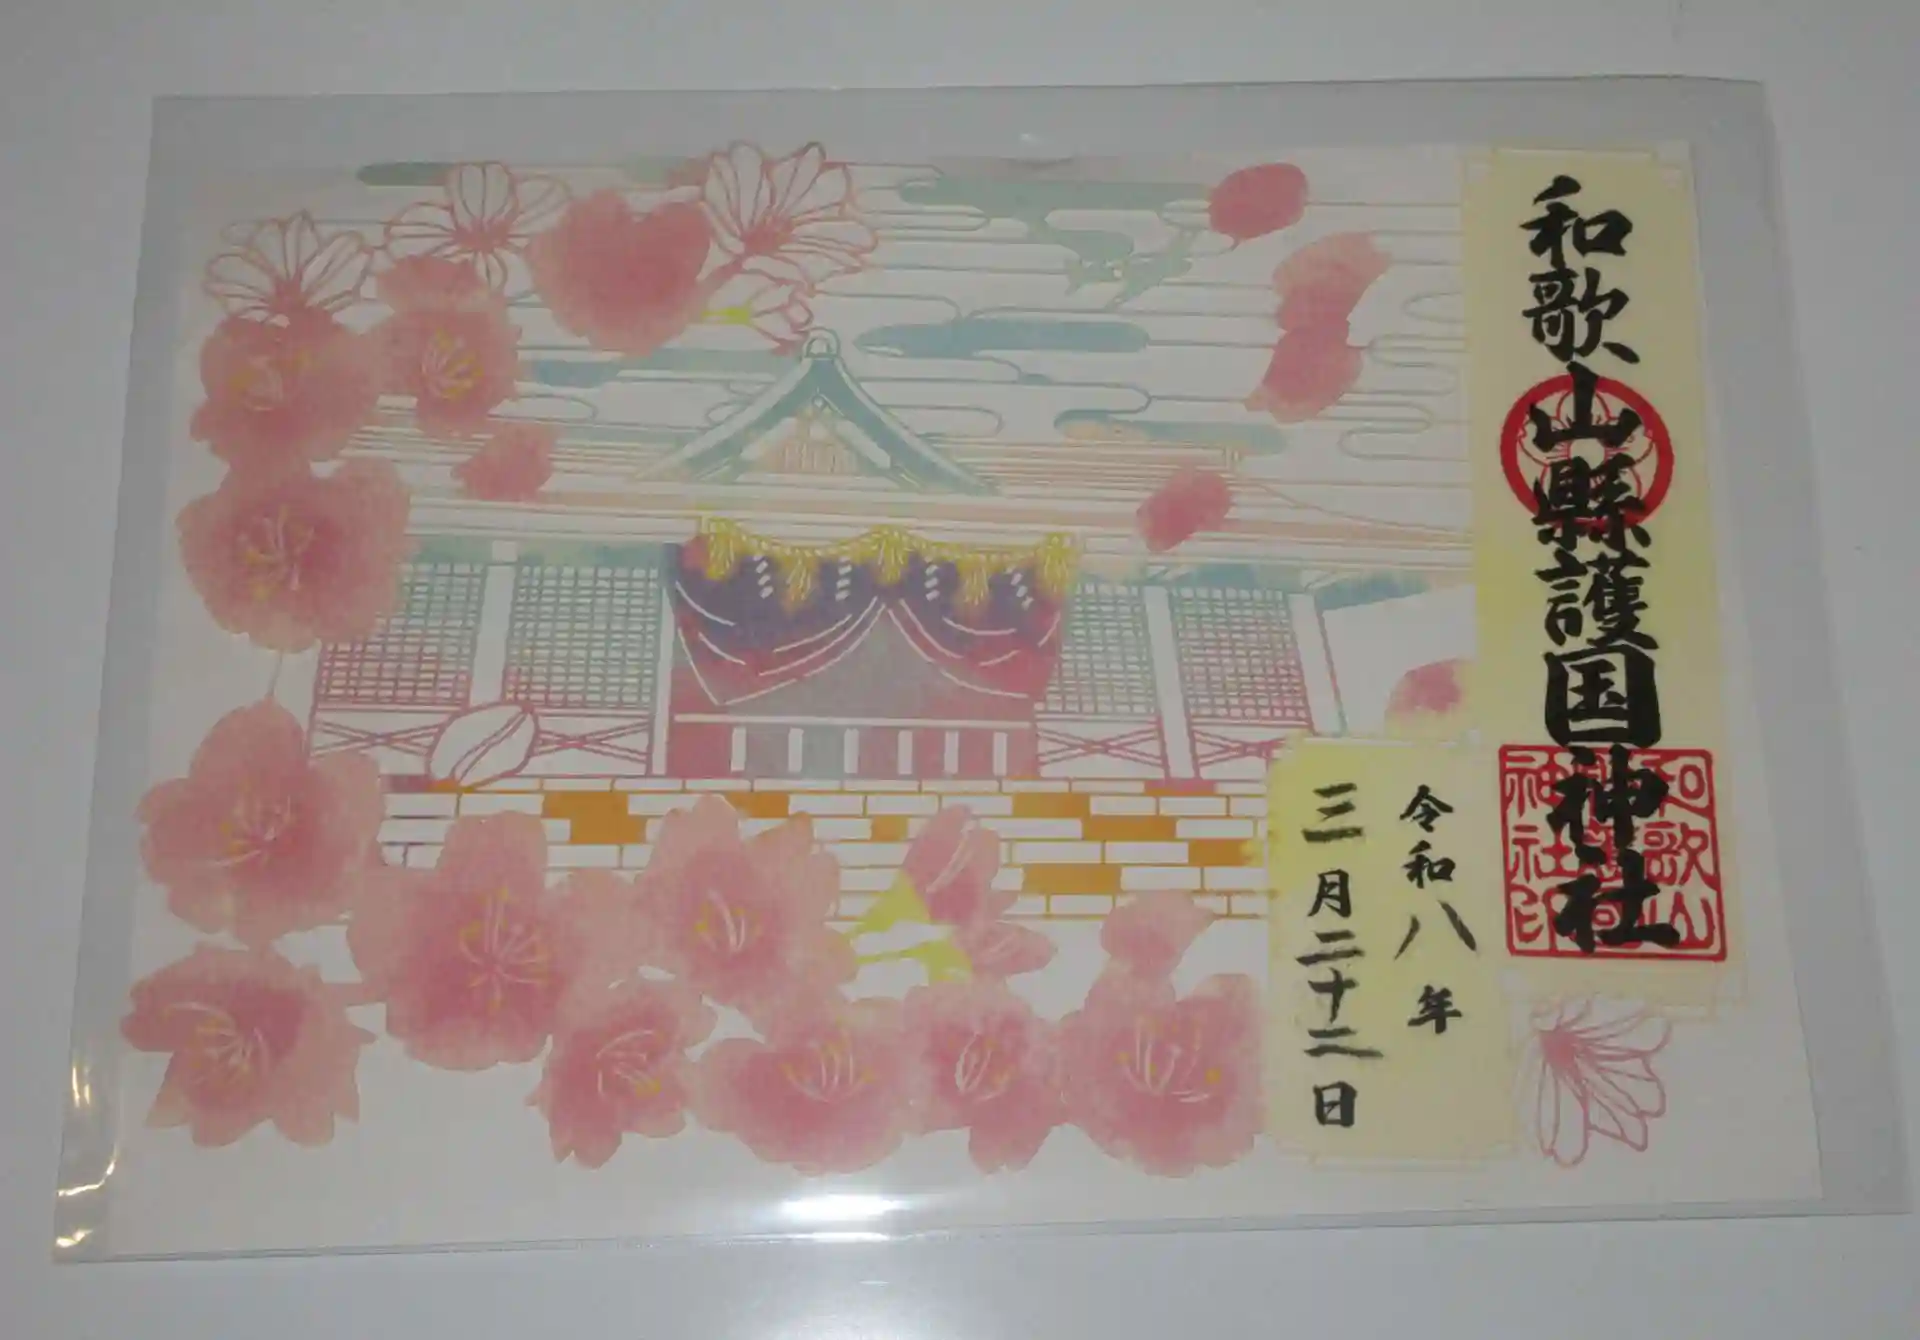 和歌山縣護国神社
令和八年
三月二十二日